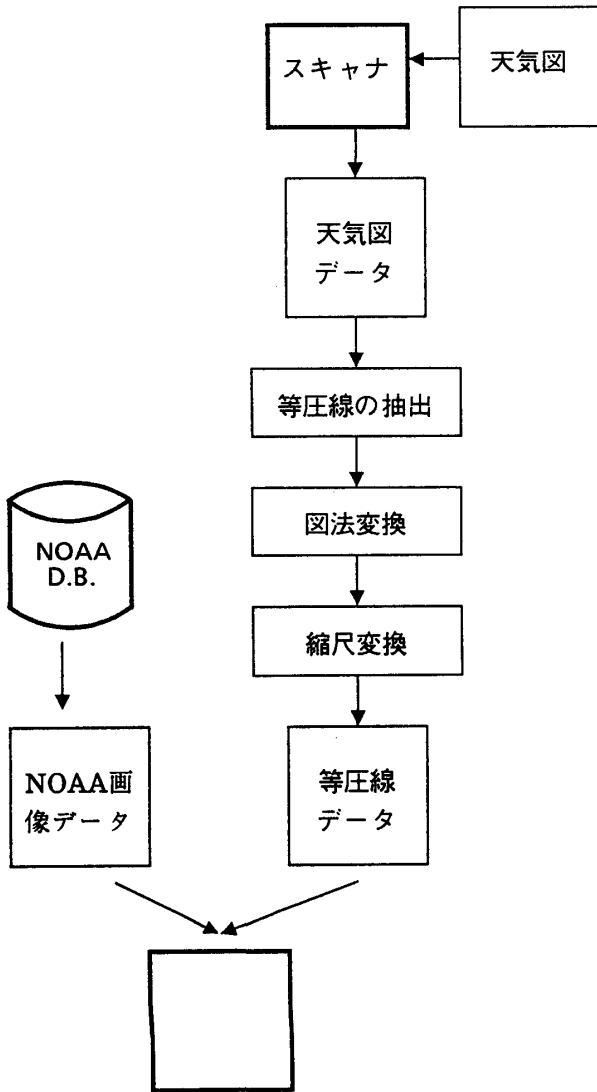 スキャナ
天気図
天気図
データ
等圧線の抽出
図法変換
NOAA
D.B.
縮尺変換
NOAA画
像データ
等圧線
データ